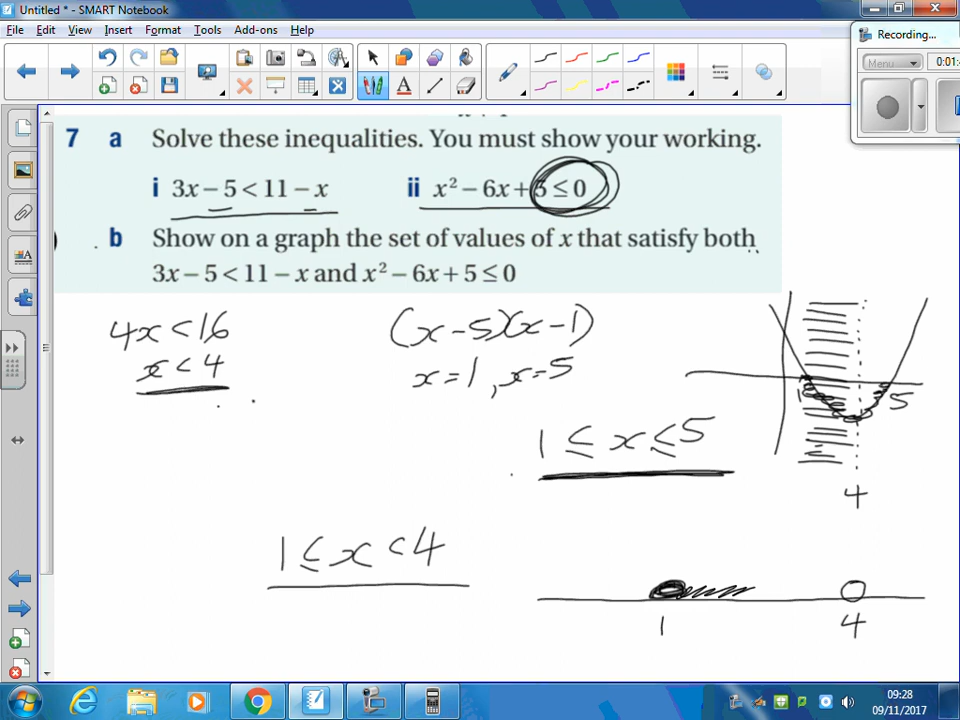 Untitled * - SMART Notebook
File Edit View Insert Format Tools Add-ons Help
Recording...
Menu
0:01:
7 a Solve these inequalities. You must show your working.
i 3x − 5 < 11 − x ii x² − 6x + 5 ≤ 0
b Show on a graph the set of values of x that satisfy both
3x − 5 < 11 − x and x² − 6x + 5 ≤ 0
4x < 16
x < 4
(x − 5)(x − 1)
x = 1, x = 5
1 5
1 ≤ x ≤ 5
4
1 ≤ x < 4
1 4
09:28
09/11/2017